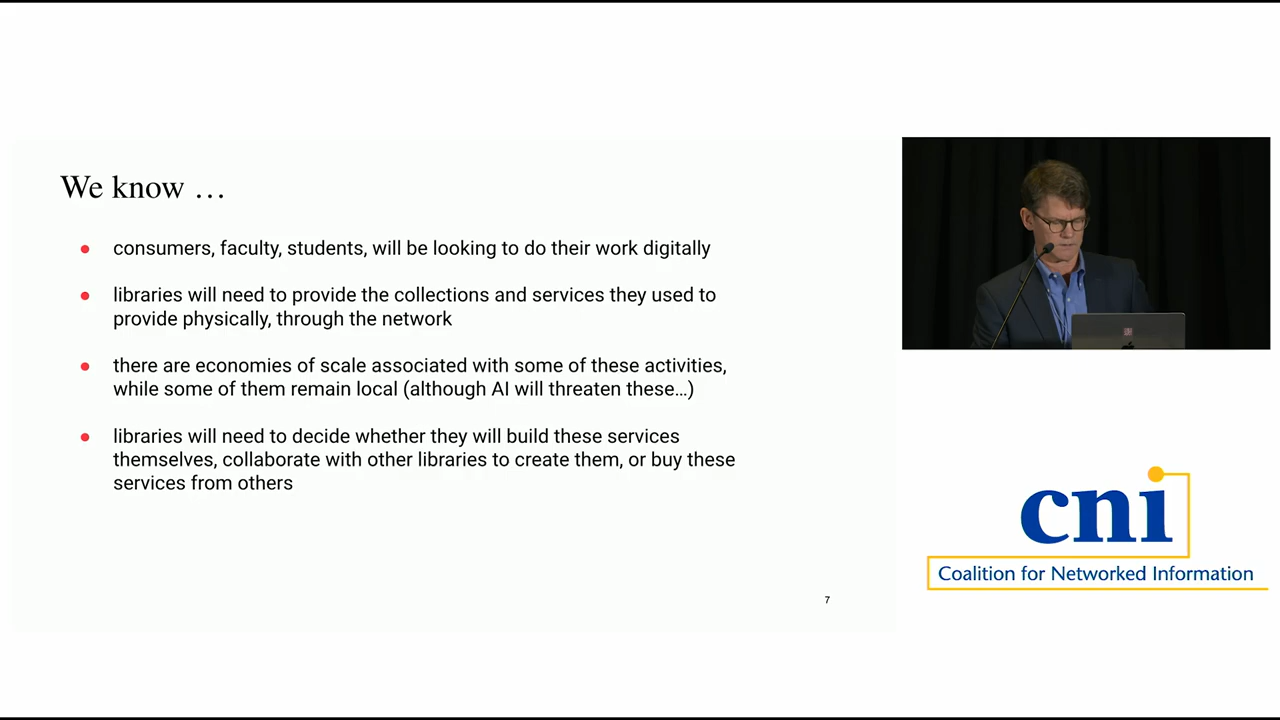 We know …
● consumers, faculty, students, will be looking to do their work digitally
● libraries will need to provide the collections and services they used to
provide physically, through the network
● there are economies of scale associated with some of these activities,
while some of them remain local (although AI will threaten these…)
● libraries will need to decide whether they will build these services
themselves, collaborate with other libraries to create them, or buy these
services from others
7
cni
Coalition for Networked Information